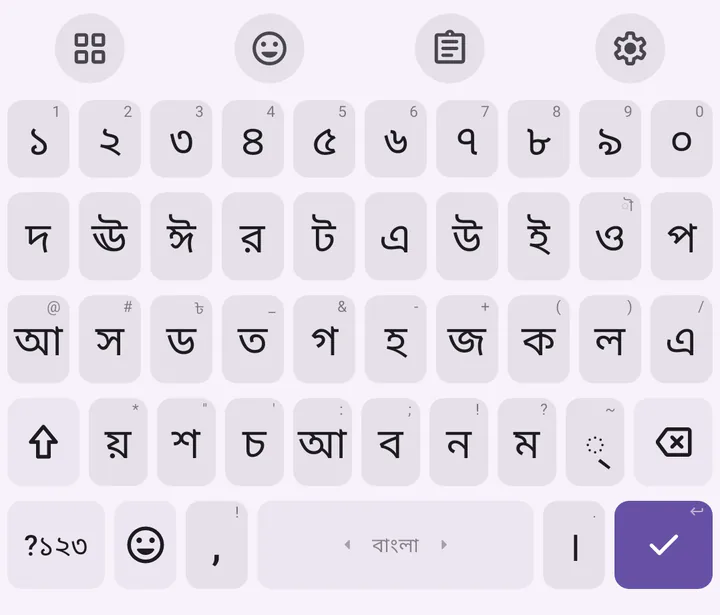 1 2 3 4 5 6 7 8 9 0
১ ২ ৩ ৪ ৫ ৬ ৭ ৮ ৯ ০
ৗ
দ ঊ ঈ র ট এ উ ই ও প
@ # ৳ _ & - + ( ) /
আ স ড ত গ হ জ ক ল এ
* " ' : ; ! ? ~
য় শ চ আ ব ন ম ্
! .
?১২৩ , বাংলা ।